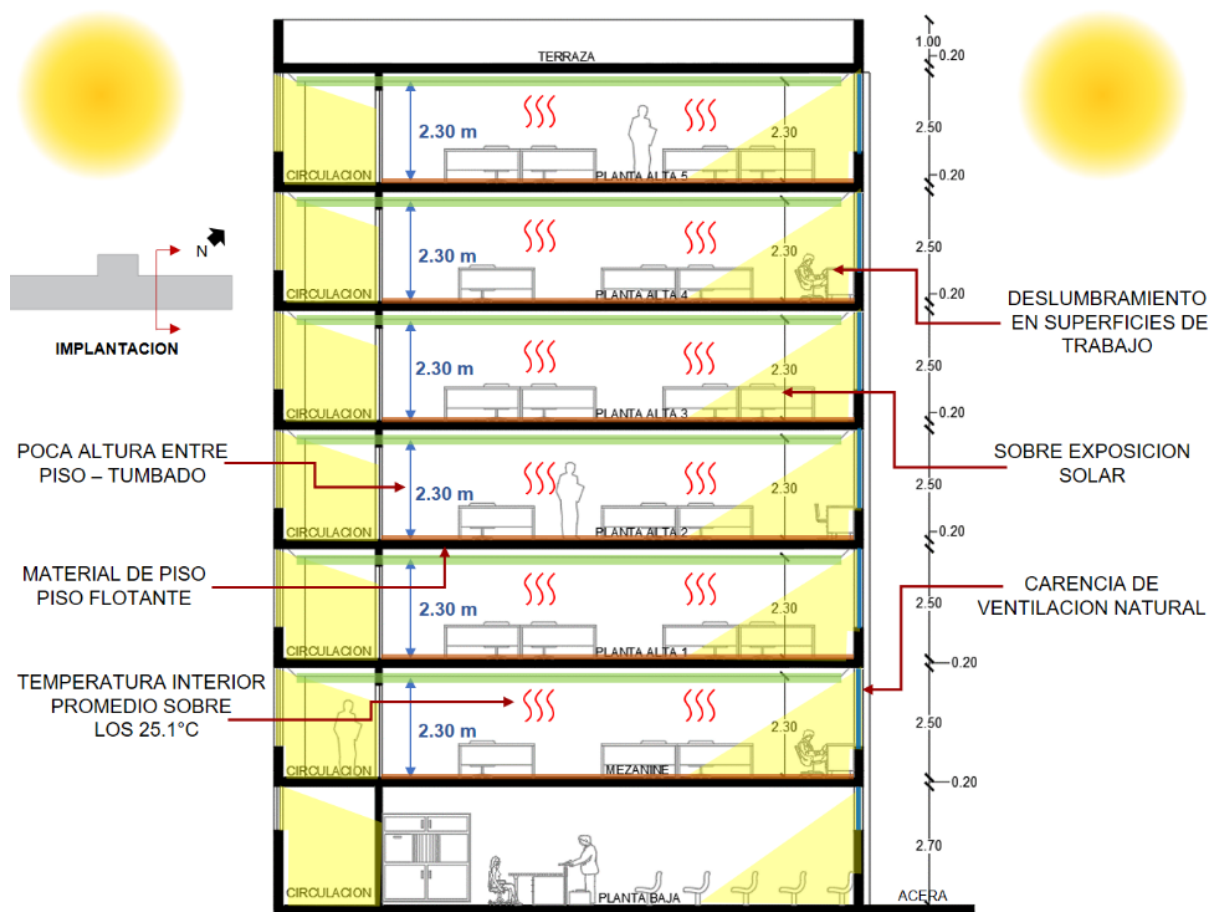 TERRAZA
1.00
0.20
2.30 m
2.30
2.50
CIRCULACION
PLANTA ALTA 5
0.20
N
IMPLANTACION
2.30 m
2.30
2.50
CIRCULACION
PLANTA ALTA 4
0.20
DESLUMBRAMIENTO
EN SUPERFICIES DE
TRABAJO
2.30 m
2.30
2.50
CIRCULACION
PLANTA ALTA 3
0.20
POCA ALTURA ENTRE
PISO – TUMBADO
SOBRE EXPOSICION
SOLAR
2.30 m
2.30
2.50
CIRCULACION
PLANTA ALTA 2
0.20
MATERIAL DE PISO
PISO FLOTANTE
CARENCIA DE
VENTILACION NATURAL
2.30 m
2.30
2.50
CIRCULACION
PLANTA ALTA 1
0.20
TEMPERATURA INTERIOR
PROMEDIO SOBRE
LOS 25.1°C
2.30 m
2.30
2.50
CIRCULACION
MEZANINE
0.20
2.70
CIRCULACION
PLANTA BAJA
ACERA